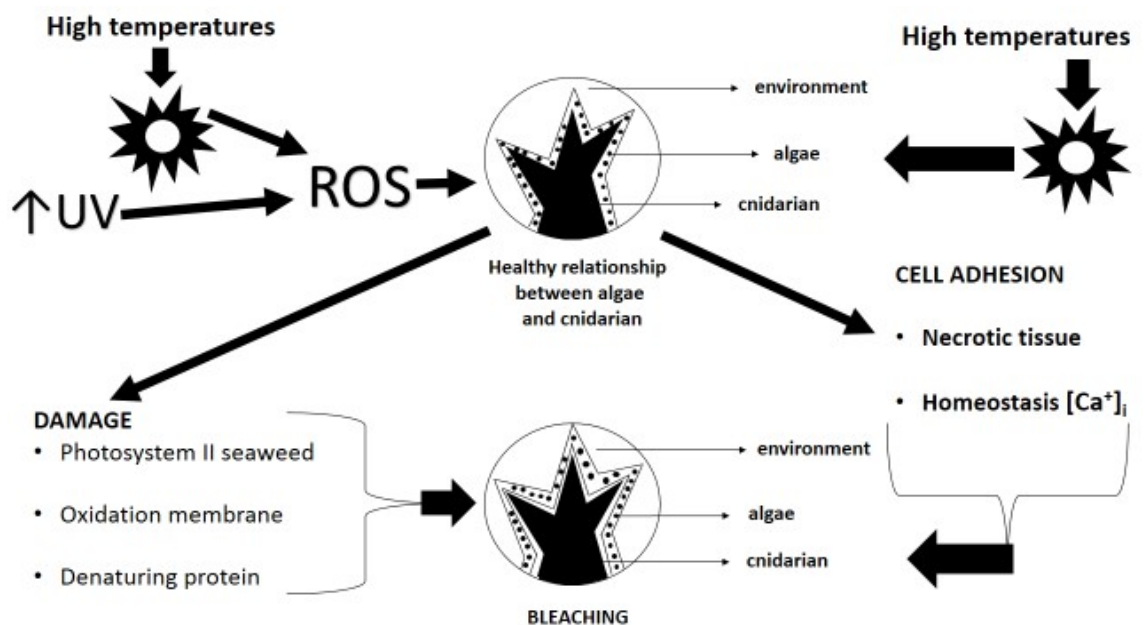 High temperatures
High temperatures
environment
algae
cnidarian
ROS
↑UV
Healthy relationship
between algae
and cnidarian
CELL ADHESION
• Necrotic tissue
• Homeostasis [Ca⁺]ᵢ
DAMAGE
• Photosystem II seaweed
• Oxidation membrane
• Denaturing protein
environment
algae
cnidarian
BLEACHING